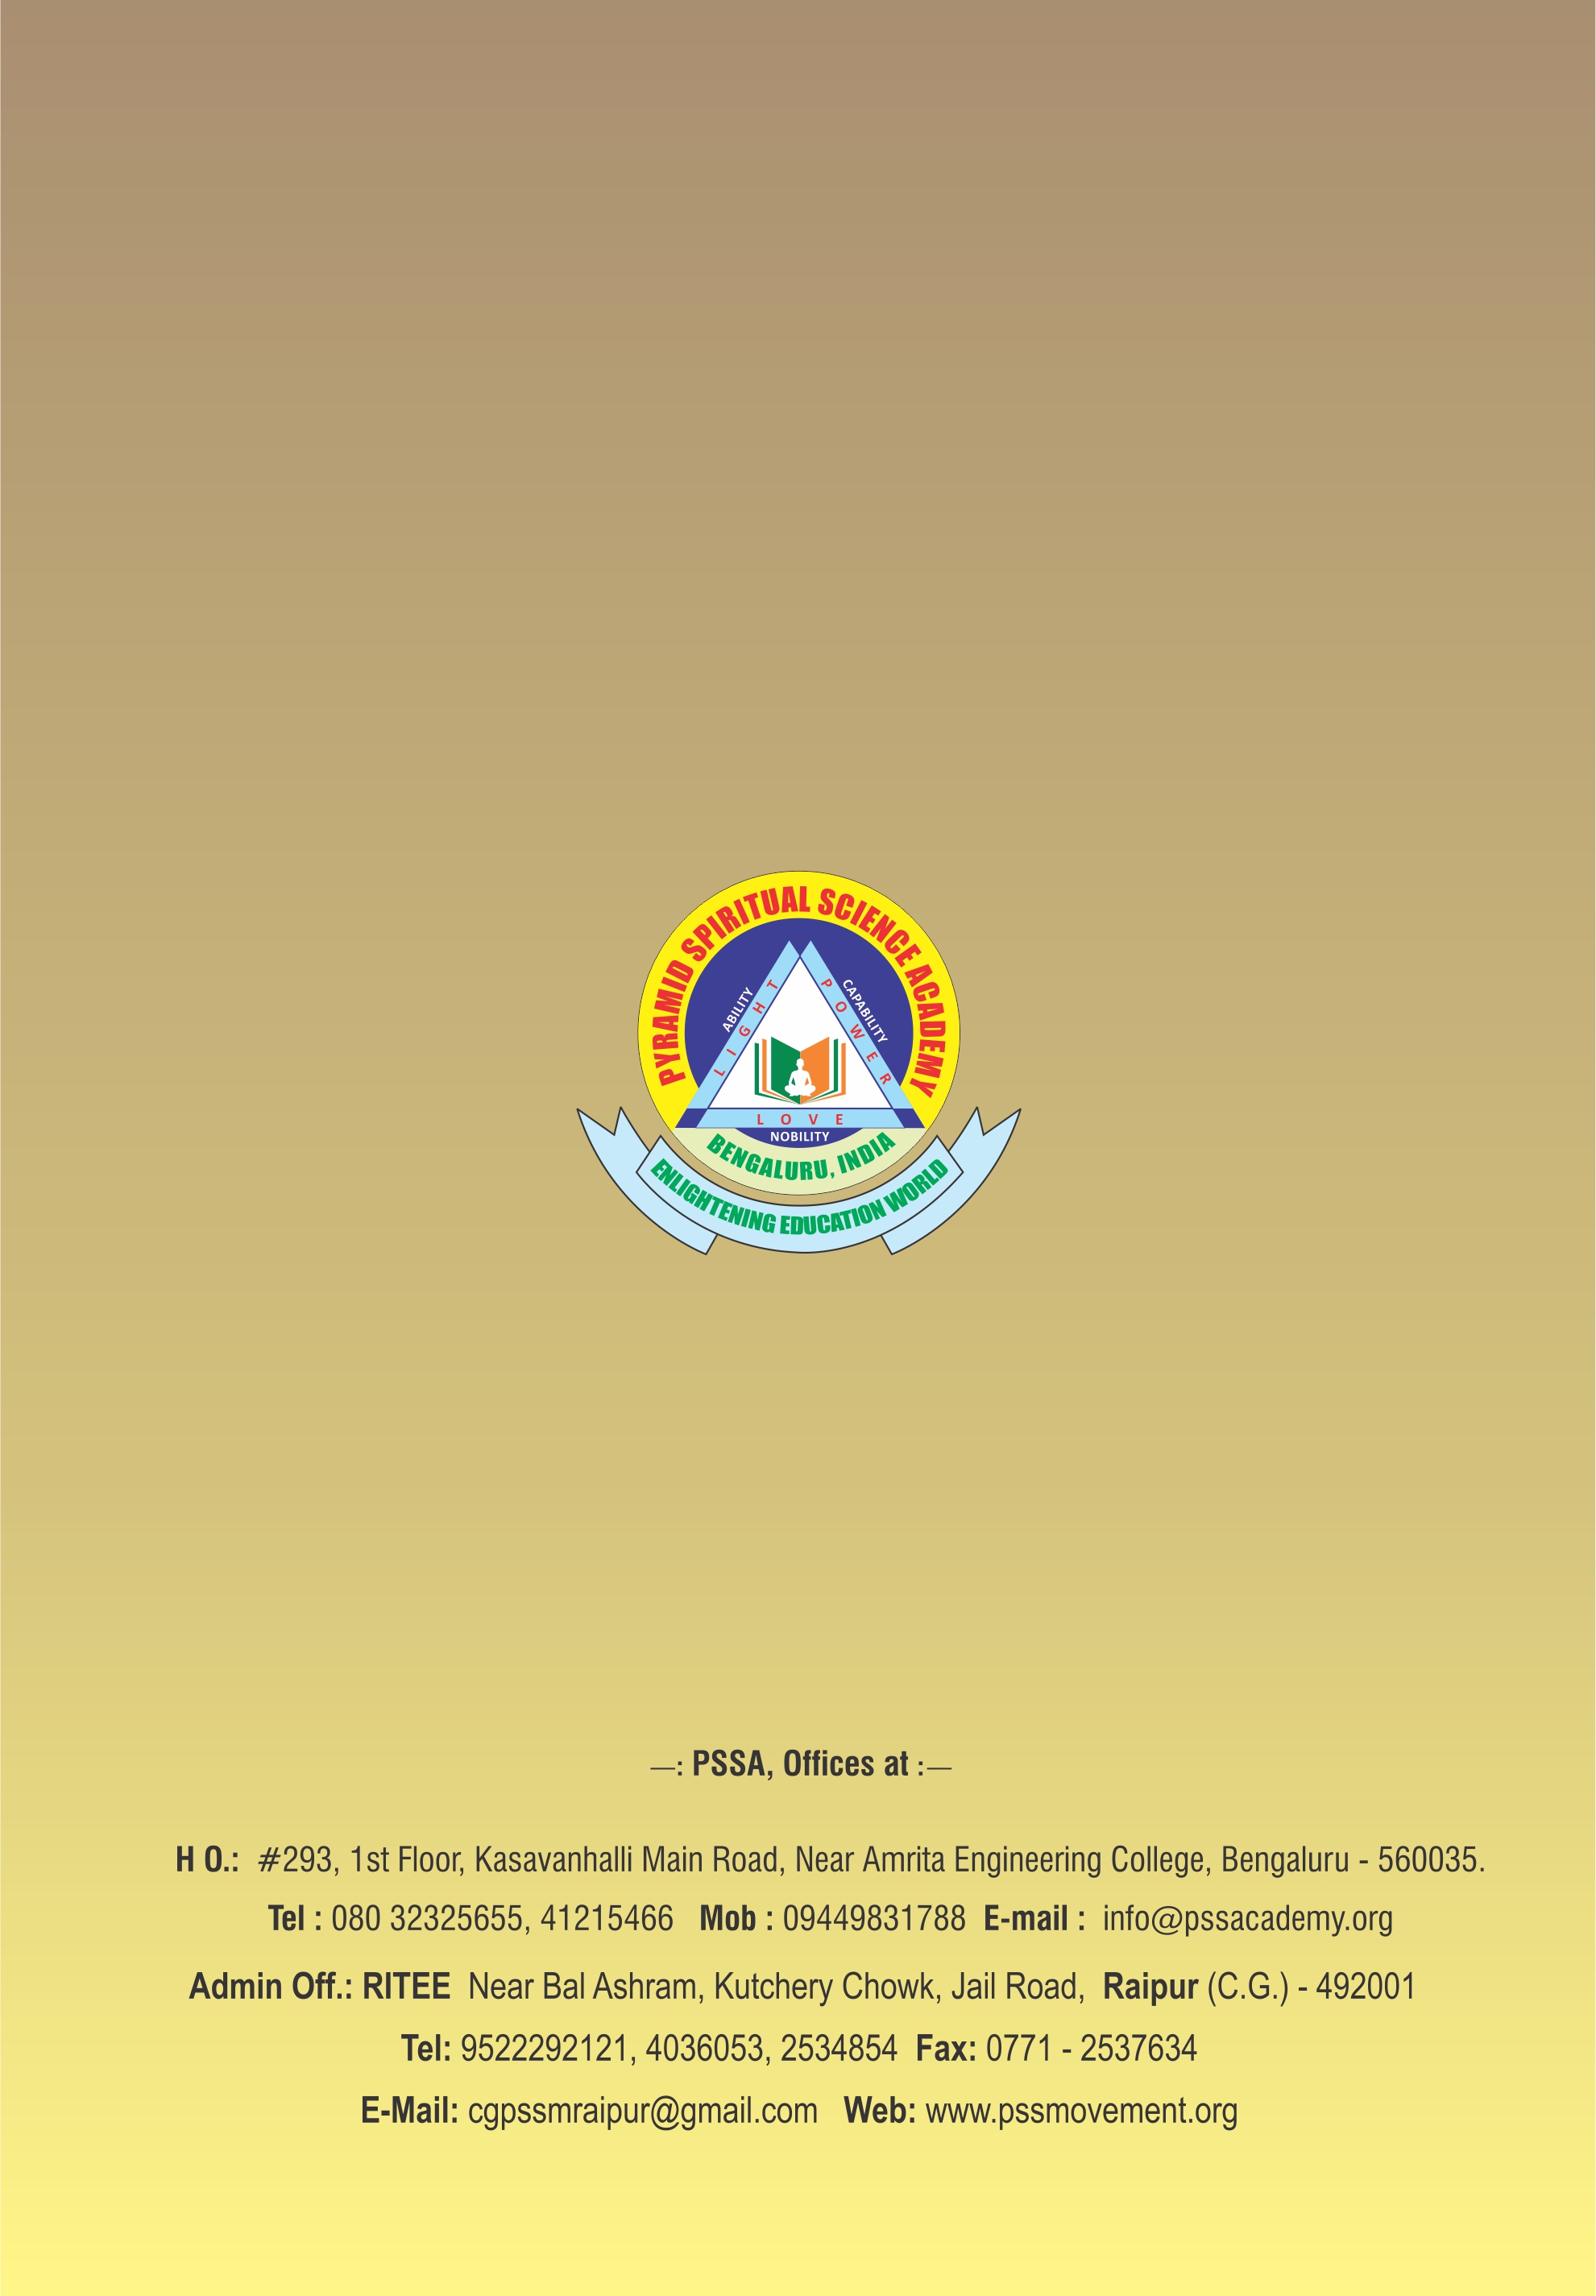 PYRAMID SPIRITUAL SCIENCE ACADEMY
ABILITY
CAPABILITY
LIGHT
POWER
LOVE
NOBILITY
BENGALURU, INDIA
ENLIGHTENING EDUCATION WORLD
—: PSSA, Offices at :—
H O.: #293, 1st Floor, Kasavanhalli Main Road, Near Amrita Engineering College, Bengaluru - 560035.
Tel : 080 32325655, 41215466 Mob : 09449831788 E-mail : info@pssacademy.org
Admin Off.: RITEE Near Bal Ashram, Kutchery Chowk, Jail Road, Raipur (C.G.) - 492001
Tel: 9522292121, 4036053, 2534854 Fax: 0771 - 2537634
E-Mail: cgpssmraipur@gmail.com Web: www.pssmovement.org